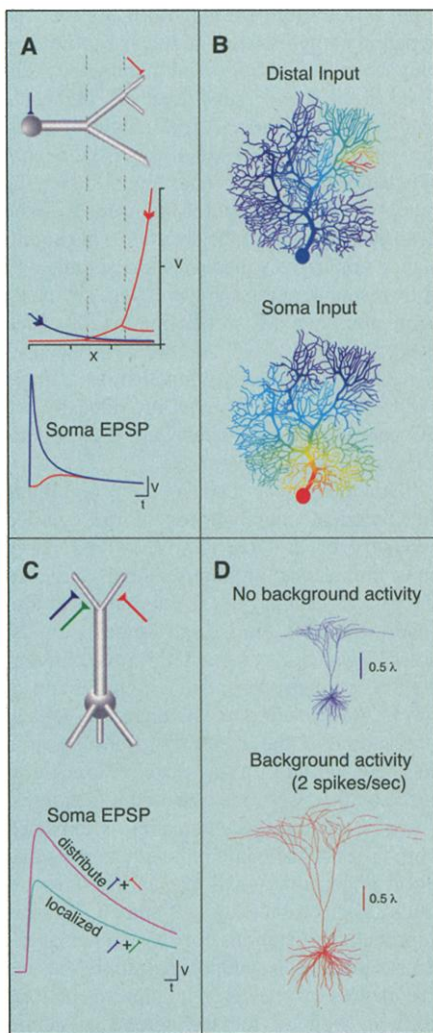 A
V
X
Soma EPSP
V
t
B
Distal Input
Soma Input
C
Soma EPSP
distribute
+
localized
+
V
t
D
No background activity
0.5 λ
Background activity
(2 spikes/sec)
0.5 λ